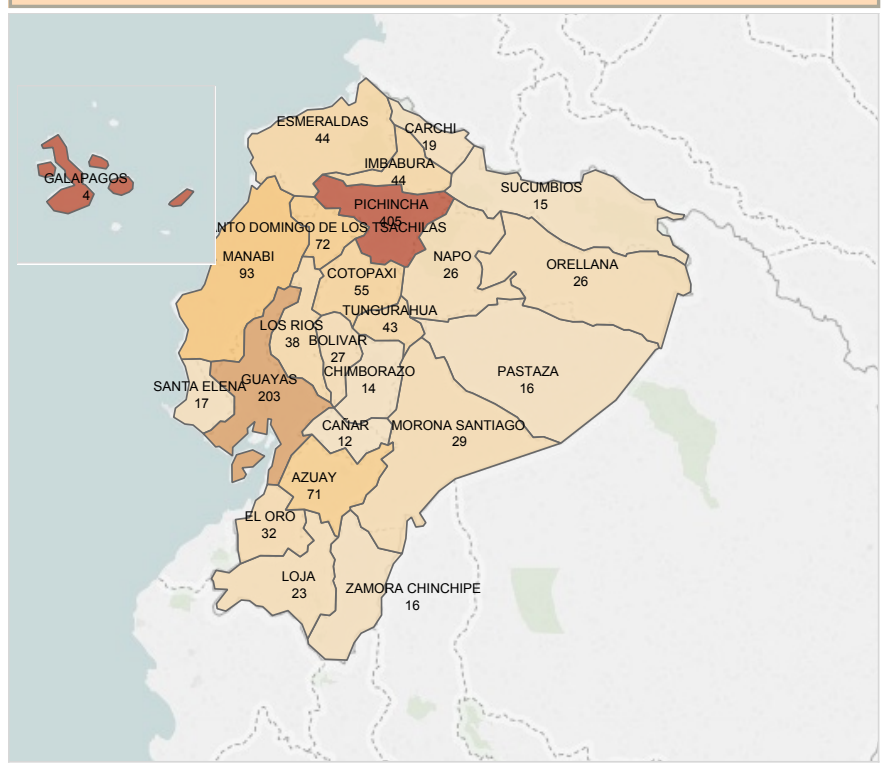 ESMERALDAS
44
CARCHI
19
IMBABURA
44
GALAPAGOS
4
SUCUMBIOS
15
PICHINCHA
405
NTO DOMINGO DE LOS TSACHILAS
72
MANABI
93
NAPO
26
ORELLANA
26
COTOPAXI
55
TUNGURAHUA
43
LOS RIOS
38
BOLIVAR
27
CHIMBORAZO
14
PASTAZA
16
SANTA ELENA
17
GUAYAS
203
CAÑAR
12
MORONA SANTIAGO
29
AZUAY
71
EL ORO
32
LOJA
23
ZAMORA CHINCHIPE
16